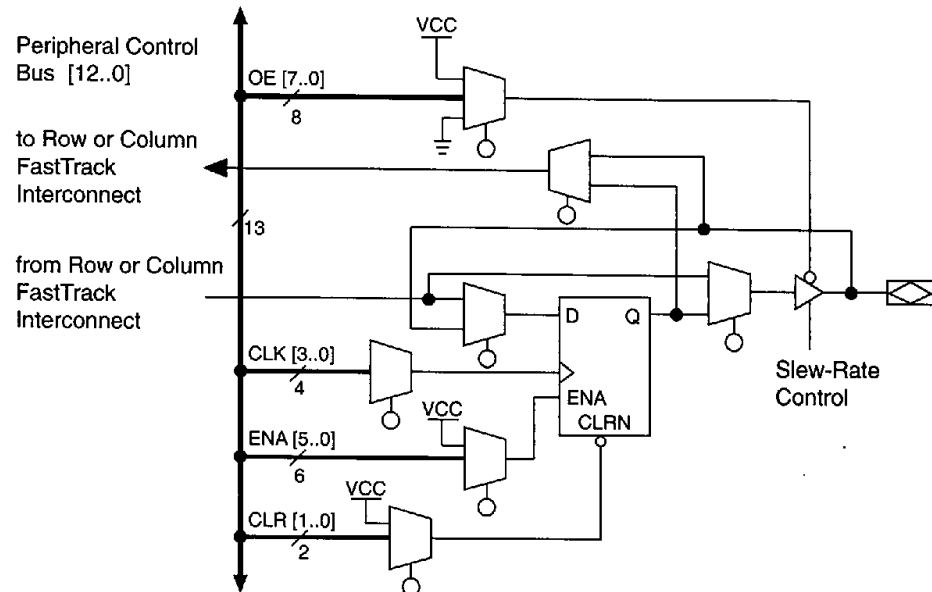 Peripheral Control
Bus [12..0]
VCC
OE [7..0]
8
to Row or Column
FastTrack
Interconnect
13
from Row or Column
FastTrack
Interconnect
D
Q
CLK [3..0]
4
ENA
CLRN
Slew-Rate
Control
VCC
ENA [5..0]
6
VCC
CLR [1..0]
2